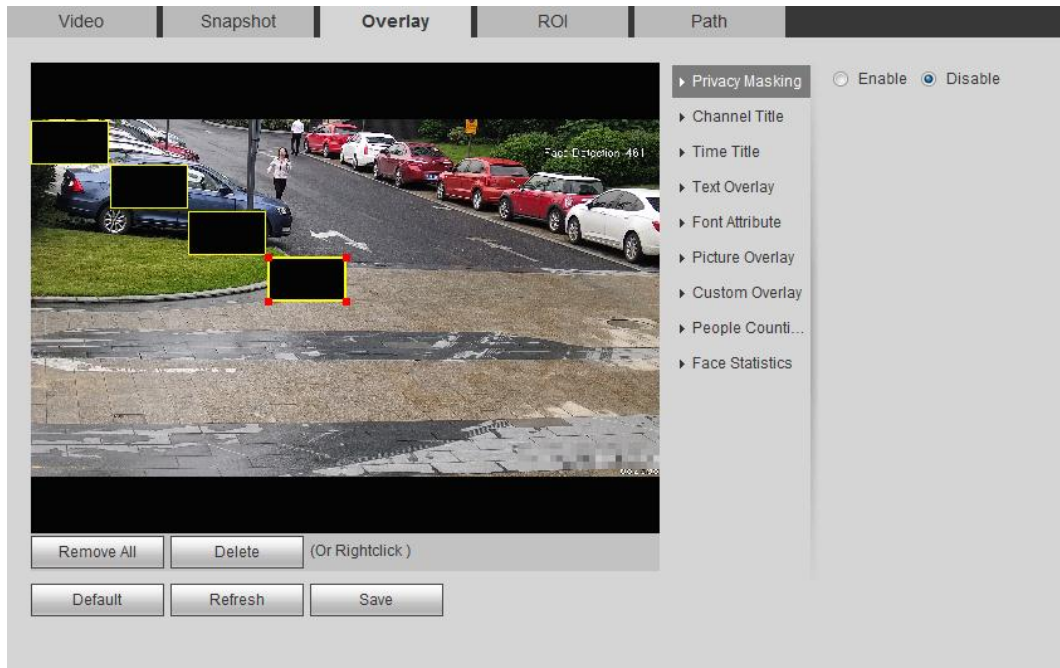 Video Snapshot Overlay ROI Path
Privacy Masking Enable Disable
Channel Title
Time Title
Text Overlay
Font Attribute
Picture Overlay
Custom Overlay
People Counti...
Face Statistics
Face Detection 461
Remove All Delete (Or Rightclick )
Default Refresh Save